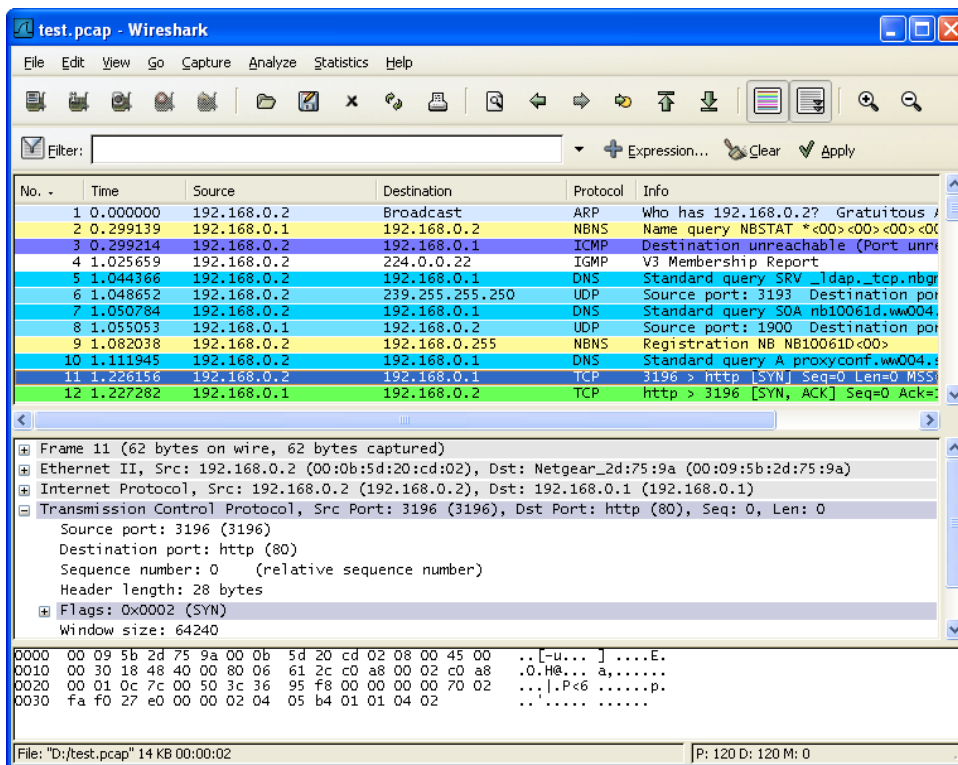 test.pcap - Wireshark
File Edit View Go Capture Analyze Statistics Help
Filter: Expression... Clear Apply
No. - Time Source Destination Protocol Info
1 0.000000 192.168.0.2 Broadcast ARP Who has 192.168.0.2? Gratuitous
2 0.299139 192.168.0.1 192.168.0.2 NBNS Name query NBSTAT *<00><00><00><00
3 0.299214 192.168.0.2 192.168.0.1 ICMP Destination unreachable (Port unre
4 1.025659 192.168.0.2 224.0.0.22 IGMP V3 Membership Report
5 1.044366 192.168.0.2 192.168.0.1 DNS Standard query SRV _ldap._tcp.nbgm
6 1.048652 192.168.0.2 239.255.255.250 UDP Source port: 3193 Destination por
7 1.050784 192.168.0.2 192.168.0.1 DNS Standard query SOA nb10061d.ww004.
8 1.055053 192.168.0.1 192.168.0.2 UDP Source port: 1900 Destination por
9 1.082038 192.168.0.2 192.168.0.255 NBNS Registration NB NB10061D<00>
10 1.111945 192.168.0.2 192.168.0.1 DNS Standard query A proxyconf.ww004.s
11 1.226156 192.168.0.2 192.168.0.1 TCP 3196 > http [SYN] Seq=0 Len=0 MSS=
12 1.227282 192.168.0.1 192.168.0.2 TCP http > 3196 [SYN, ACK] Seq=0 Ack=1
Frame 11 (62 bytes on wire, 62 bytes captured)
Ethernet II, Src: 192.168.0.2 (00:0b:5d:20:cd:02), Dst: Netgear_2d:75:9a (00:09:5b:2d:75:9a)
Internet Protocol, Src: 192.168.0.2 (192.168.0.2), Dst: 192.168.0.1 (192.168.0.1)
Transmission Control Protocol, Src Port: 3196 (3196), Dst Port: http (80), Seq: 0, Len: 0
Source port: 3196 (3196)
Destination port: http (80)
Sequence number: 0 (relative sequence number)
Header length: 28 bytes
Flags: 0x0002 (SYN)
Window size: 64240
0000 00 09 5b 2d 75 9a 00 0b 5d 20 cd 02 08 00 45 00 ..[-u... ] ....E.
0010 00 30 18 48 40 00 80 06 61 2c c0 a8 00 02 c0 a8 .0.H@... a,......
0020 00 01 0c 7c 00 50 3c 36 95 f8 00 00 00 00 70 02 ...|.P<6 ......p.
0030 fa f0 27 e0 00 00 02 04 05 b4 01 01 04 02 ..'..... ......
File: "D:/test.pcap" 14 KB 00:00:02 P: 120 D: 120 M: 0